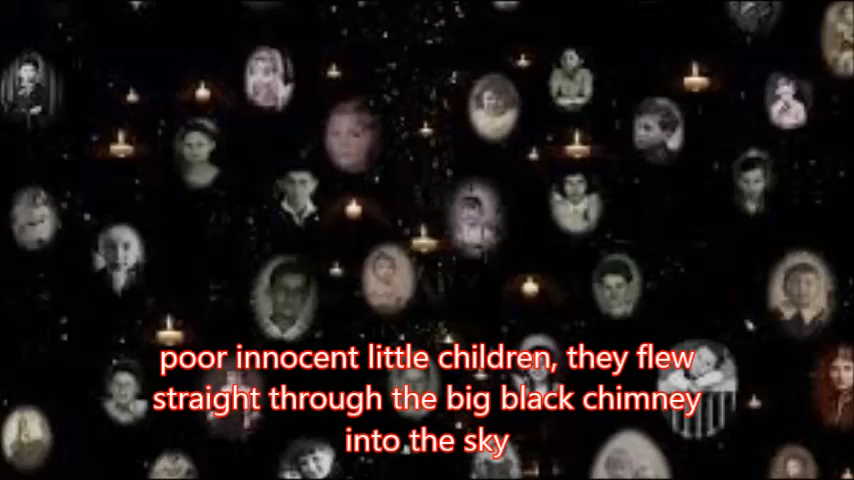 poor innocent little children, they flew
straight through the big black chimney
into the sky